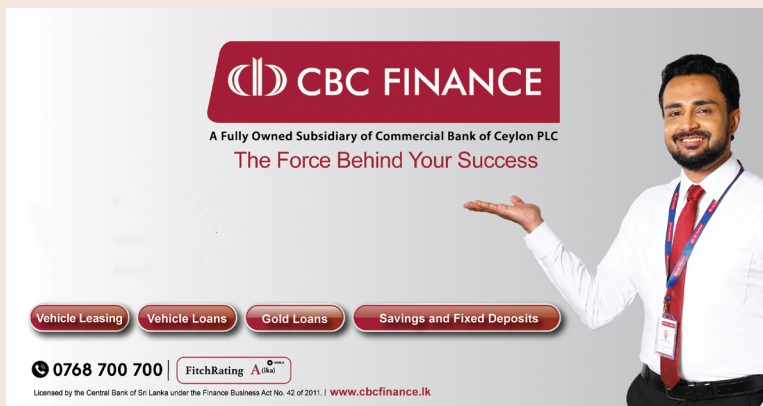 CBC FINANCE
A Fully Owned Subsidiary of Commercial Bank of Ceylon PLC
The Force Behind Your Success
Vehicle Leasing
Vehicle Loans
Gold Loans
Savings and Fixed Deposits
0768 700 700
FitchRating A(lka)
Licensed by the Central Bank of Sri Lanka under the Finance Business Act No. 42 of 2011. | www.cbcfinance.lk